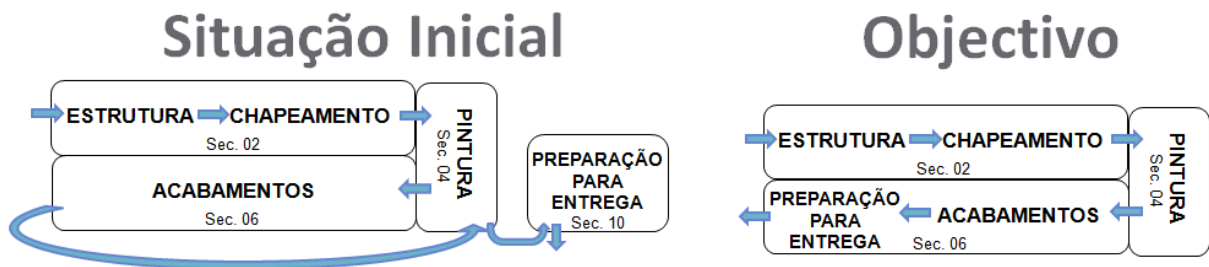 Situação Inicial
ESTRUTURA CHAPEAMENTO
Sec. 02
PINTURA
Sec. 04
ACABAMENTOS
Sec. 06
PREPARAÇÃO
PARA
ENTREGA
Sec. 10
Objectivo
ESTRUTURA CHAPEAMENTO
Sec. 02
PINTURA
Sec. 04
PREPARAÇÃO
PARA
ENTREGA
ACABAMENTOS
Sec. 06